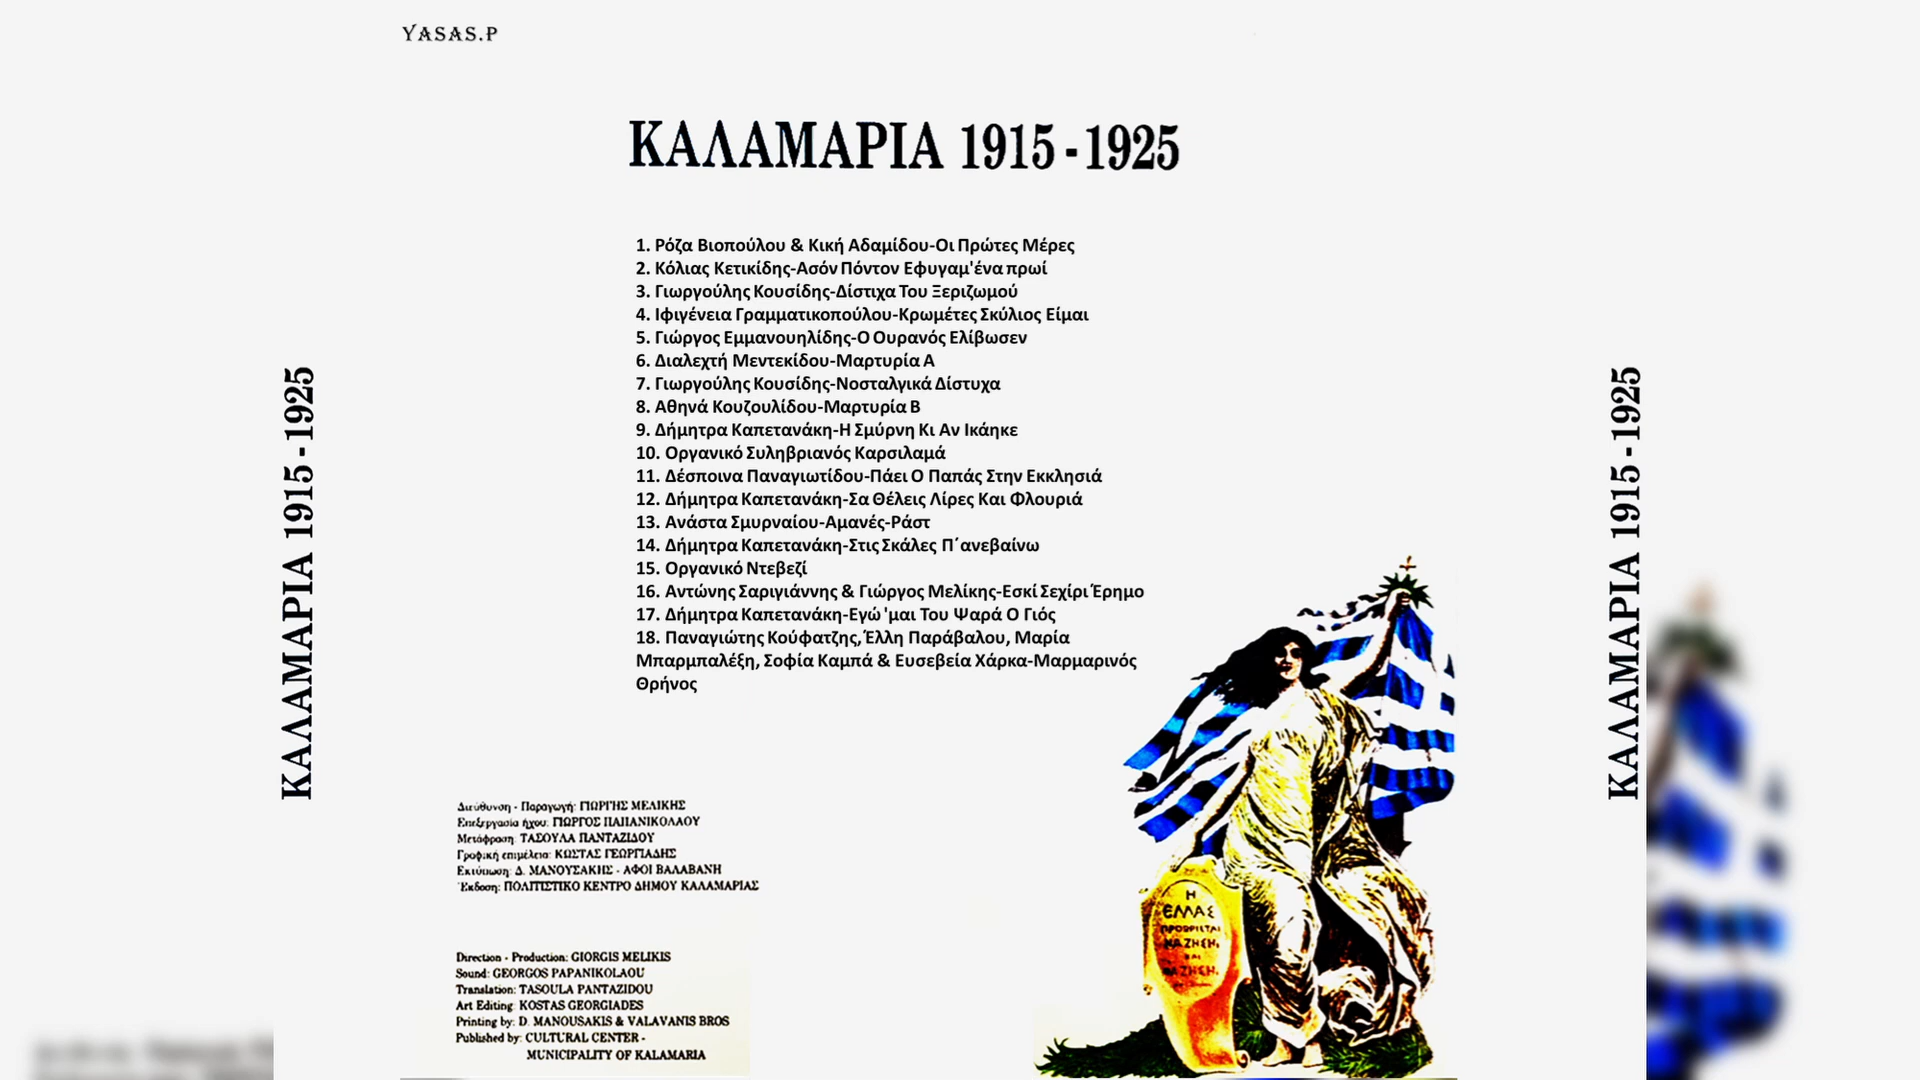 YASAS.P
ΚΑΛΑΜΑΡΙΑ 1915 - 1925
1. Ρόζα Βιοπούλου & Κική Αδαμίδου-Οι Πρώτες Μέρες
2. Κόλιας Κετικίδης-Ασόν Πόντον Εφυγαμ'ένα πρωί
3. Γιωργούλης Κουσίδης-Δίστιχα Του Ξεριζωμού
4. Ιφιγένεια Γραμματικοπούλου-Κρωμέτες Σκύλιος Είμαι
5. Γιώργος Εμμανουηλίδης-Ο Ουρανός Ελίβωσεν
6. Διαλεχτή Μεντεκίδου-Μαρτυρία Α
7. Γιωργούλης Κουσίδης-Νοσταλγικά Δίστυχα
8. Αθηνά Κουζουλίδου-Μαρτυρία Β
9. Δήμητρα Καπετανάκη-Η Σμύρνη Κι Αν Ικάηκε
10. Οργανικό Συληβριανός Καρσιλαμά
11. Δέσποινα Παναγιωτίδου-Πάει Ο Παπάς Στην Εκκλησιά
12. Δήμητρα Καπετανάκη-Σα Θέλεις Λίρες Και Φλουριά
13. Ανάστα Σμυρναίου-Αμανές-Ράστ
14. Δήμητρα Καπετανάκη-Στις Σκάλες Π΄ανεβαίνω
15. Οργανικό Ντεβεζί
16. Αντώνης Σαριγιάννης & Γιώργος Μελίκης-Εσκί Σεχίρι Έρημο
17. Δήμητρα Καπετανάκη-Εγώ 'μαι Του Ψαρά Ο Γιός
18. Παναγιώτης Κούφατζης, Έλλη Παράβαλου, Μαρία
Μπαρμπαλέξη, Σοφία Καμπά & Ευσεβεία Χάρκα-Μαρμαρινός
Θρήνος
ΚΑΛΑΜΑΡΙΑ 1915 - 1925
ΚΑΛΑΜΑΡΙΑ 1915 - 1925
Διεύθυνση - Παραγωγή: ΓΙΩΡΓΗΣ ΜΕΛΙΚΗΣ
Επεξεργασία ήχου: ΓΙΩΡΓΟΣ ΠΑΠΑΝΙΚΟΛΑΟΥ
Μετάφραση: ΤΑΣΟΥΛΑ ΠΑΝΤΑΖΙΔΟΥ
Γραφική επιμέλεια: ΚΩΣΤΑΣ ΓΕΩΡΓΙΑΔΗΣ
Εκτύπωση: Δ. ΜΑΝΟΥΣΑΚΗΣ - ΑΦΟΙ ΒΑΛΑΒΑΝΗ
Έκδοση: ΠΟΛΙΤΙΣΤΙΚΟ ΚΕΝΤΡΟ ΔΗΜΟΥ ΚΑΛΑΜΑΡΙΑΣ
Direction - Production: GIORGIS MELIKIS
Sound: GEORGOS PAPANIKOLAOU
Translation: TASOULA PANTAZIDOU
Art Editing: KOSTAS GEORGIADES
Printing by: D. MANOUSAKIS & VALAVANIS BROS
Published by: CULTURAL CENTER -
MUNICIPALITY OF KALAMARIA
Η
ΕΛΛΑΣ
ΠΡΟΩΡΙΣΤΑΙ
ΝΑ ΖΗΣΗ,
ΚΑΙ
ΘΑ ΖΗΣΗ.